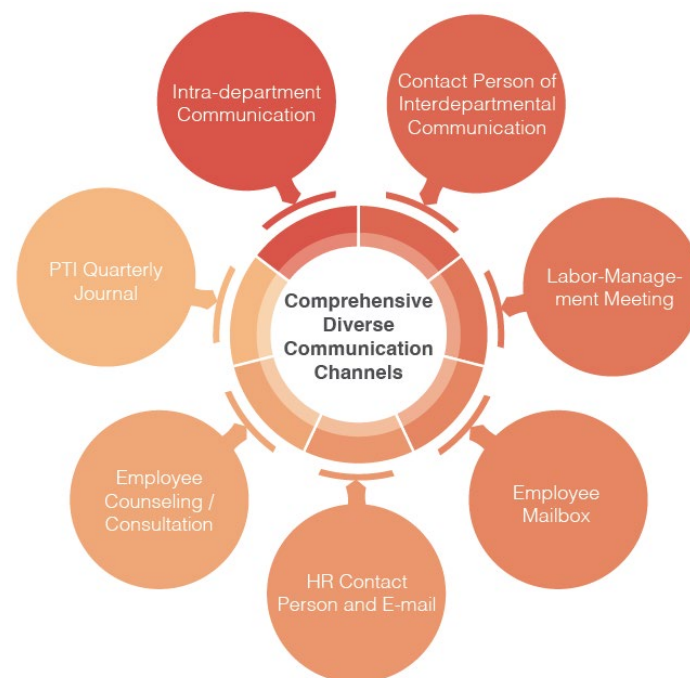 Intra-department
Communication
Contact Person of
Interdepartmental
Communication
PTI Quarterly
Journal
Labor-Manage-
ment Meeting
Comprehensive
Diverse
Communication
Channels
Employee
Counseling /
Consultation
Employee
Mailbox
HR Contact
Person and E-mail